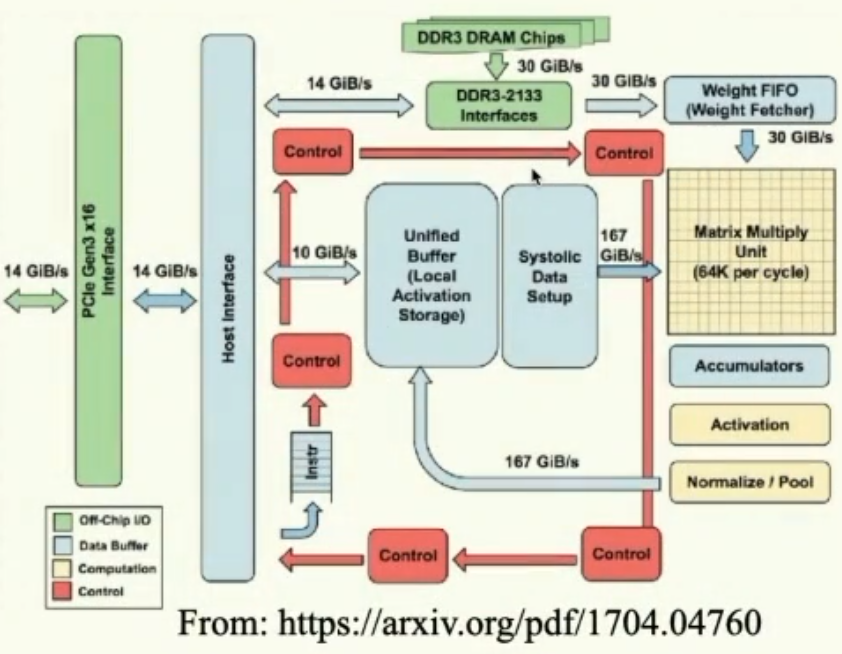 DDR3 DRAM Chips
30 GiB/s
14 GiB/s
DDR3-2133
Interfaces
30 GiB/s
Weight FIFO
(Weight Fetcher)
30 GiB/s
Control
Control
PCIe Gen3 x16
Interface
Host Interface
14 GiB/s
14 GiB/s
10 GiB/s
Unified
Buffer
(Local
Activation
Storage)
Systolic
Data
Setup
167
GiB/s
Matrix Multiply
Unit
(64K per cycle)
Control
Accumulators
Activation
Instr
167 GiB/s
Normalize / Pool
Off-Chip I/O
Data Buffer
Computation
Control
Control
Control
From: https://arxiv.org/pdf/1704.04760